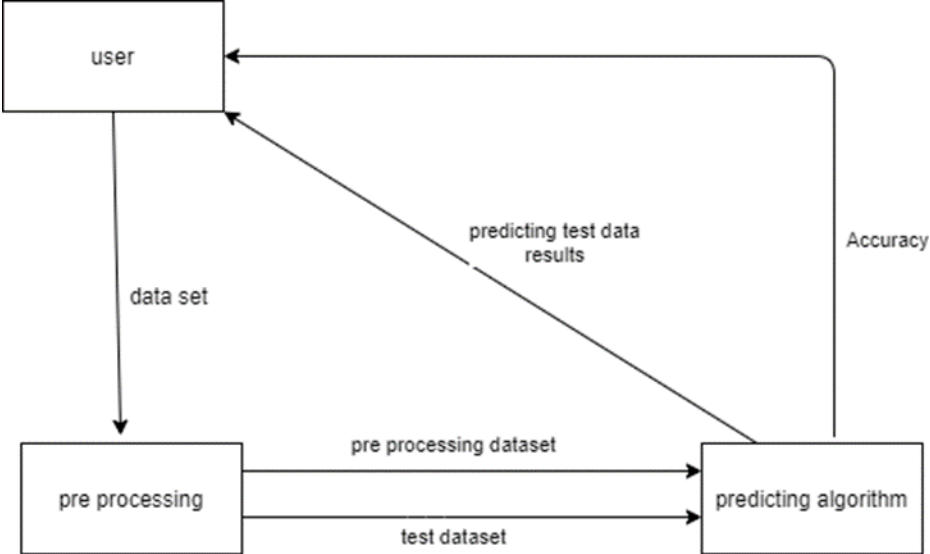 user
predicting test data
results
Accuracy
data set
pre processing dataset
pre processing
predicting algorithm
test dataset